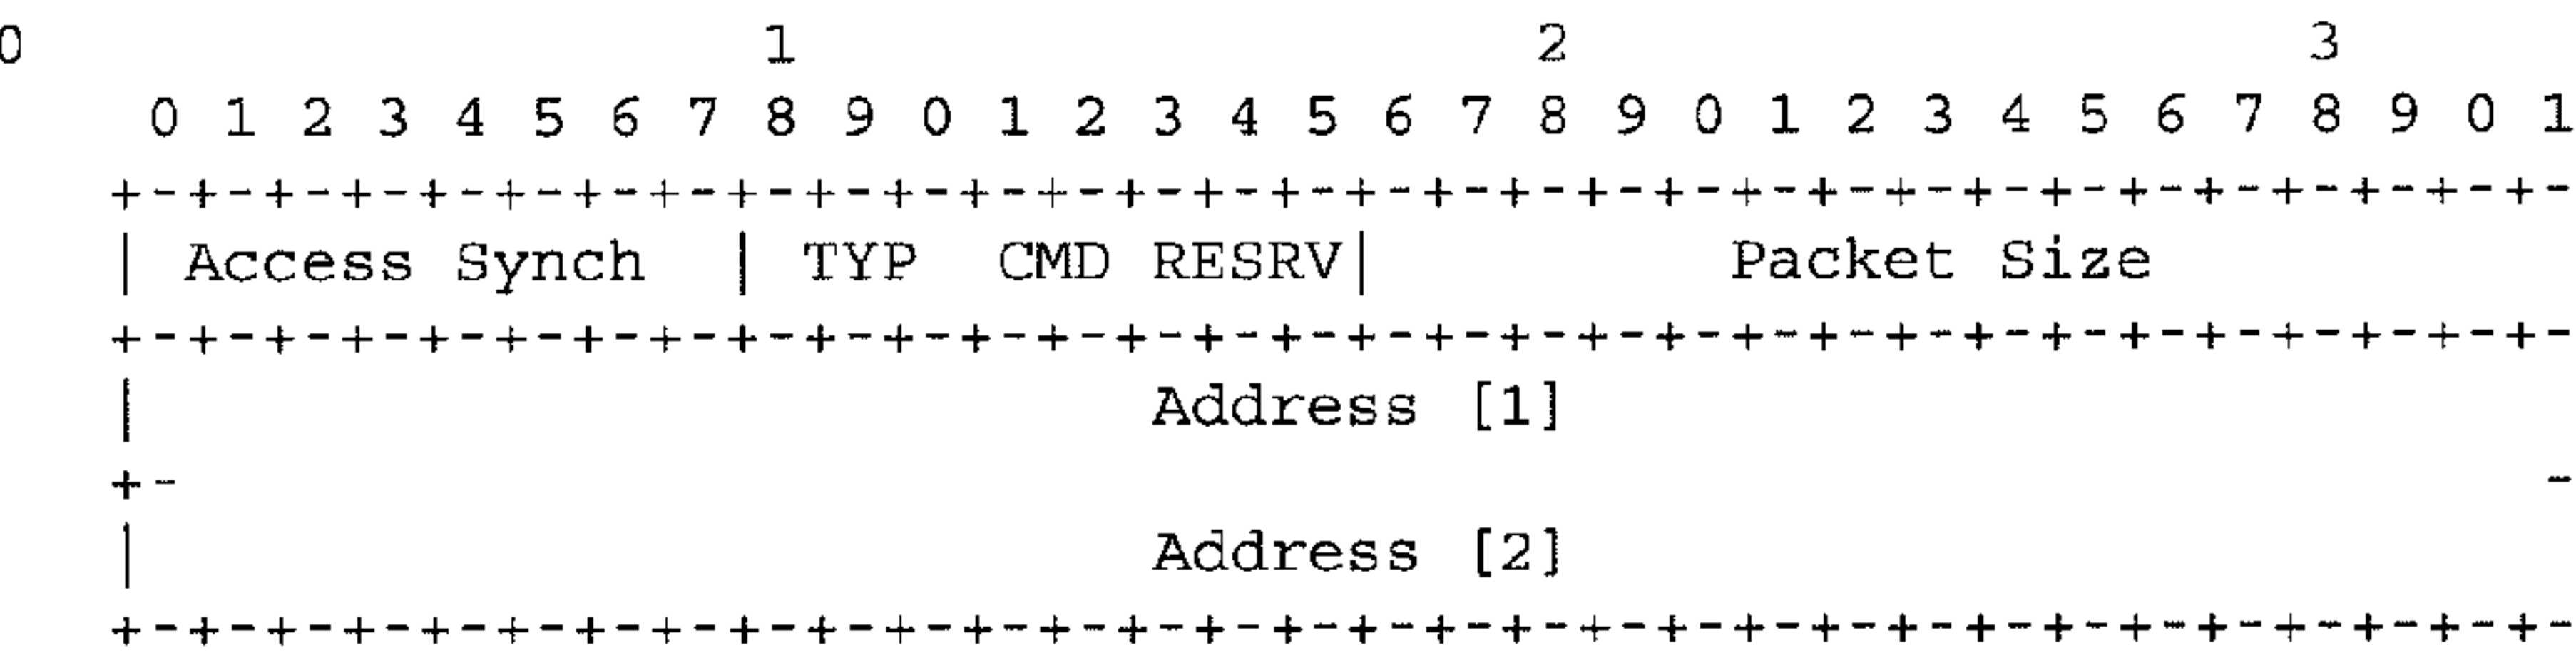 0                   1                   2                   3
    0 1 2 3 4 5 6 7 8 9 0 1 2 3 4 5 6 7 8 9 0 1 2 3 4 5 6 7 8 9 0 1
   +-+-+-+-+-+-+-+-+-+-+-+-+-+-+-+-+-+-+-+-+-+-+-+-+-+-+-+-+-+-+-+-
   | Access Synch  | TYP  CMD RESRV|         Packet Size
   +-+-+-+-+-+-+-+-+-+-+-+-+-+-+-+-+-+-+-+-+-+-+-+-+-+-+-+-+-+-+-+-
   |                          Address [1]
   +-                                                             -
   |                          Address [2]
   +-+-+-+-+-+-+-+-+-+-+-+-+-+-+-+-+-+-+-+-+-+-+-+-+-+-+-+-+-+-+-+-